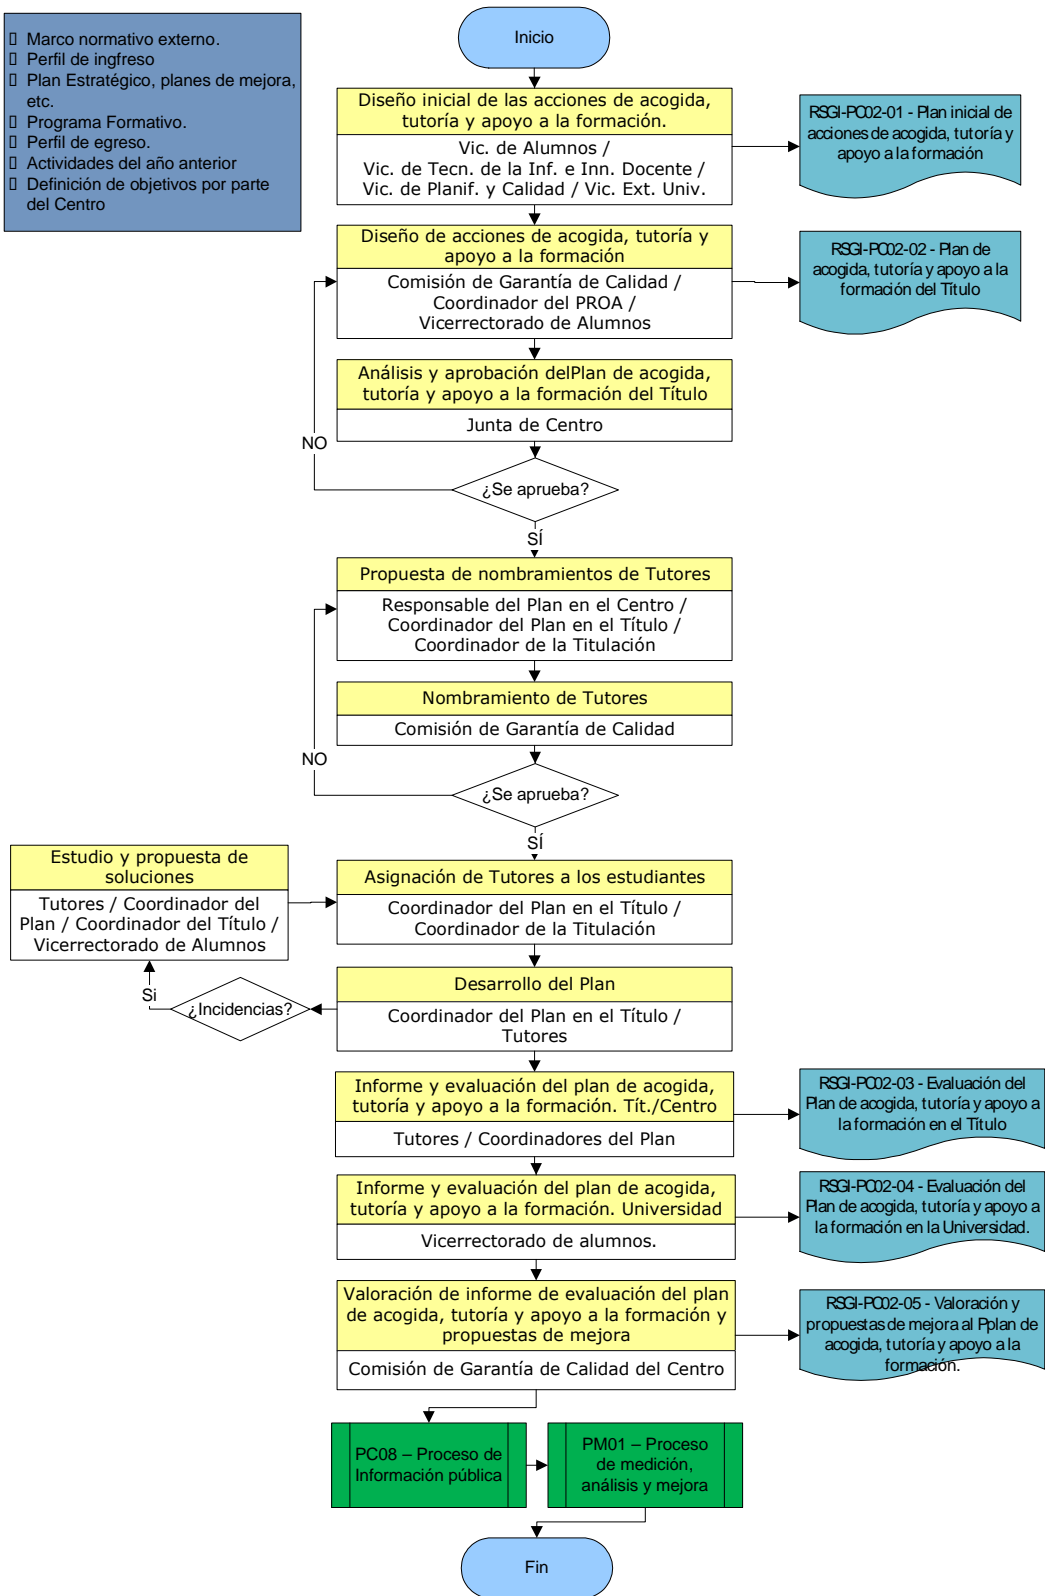 Inicio
Marco normativo externo.
Perfil de ingfreso
Plan Estratégico, planes de mejora,
etc.
Programa Formativo.
Perfil de egreso.
Actividades del año anterior
Definición de objetivos por parte
del Centro
Diseño inicial de las acciones de acogida,
tutoría y apoyo a la formación.
Vic. de Alumnos /
Vic. de Tecn. de la Inf. e Inn. Docente /
Vic. de Planif. y Calidad / Vic. Ext. Univ.
RSGI-PC02-01 - Plan inicial de
acciones de acogida, tutoría y
apoyo a la formación
Diseño de acciones de acogida, tutoría y
apoyo a la formación
Comisión de Garantía de Calidad /
Coordinador del PROA /
Vicerrectorado de Alumnos
RSGI-PC02-02 - Plan de
acogida, tutoría y apoyo a la
formación del Título
Análisis y aprobación delPlan de acogida,
tutoría y apoyo a la formación del Título
Junta de Centro
NO
¿Se aprueba?
SÍ
Propuesta de nombramientos de Tutores
Responsable del Plan en el Centro /
Coordinador del Plan en el Título /
Coordinador de la Titulación
Nombramiento de Tutores
Comisión de Garantía de Calidad
NO
¿Se aprueba?
SÍ
Estudio y propuesta de
soluciones
Tutores / Coordinador del
Plan / Coordinador del Título /
Vicerrectorado de Alumnos
Asignación de Tutores a los estudiantes
Coordinador del Plan en el Título /
Coordinador de la Titulación
Si
¿Incidencias?
Desarrollo del Plan
Coordinador del Plan en el Título /
Tutores
Informe y evaluación del plan de acogida,
tutoría y apoyo a la formación. Tít./Centro
Tutores / Coordinadores del Plan
RSGI-PC02-03 - Evaluación del
Plan de acogida, tutoría y apoyo a
la formación en el Título
Informe y evaluación del plan de acogida,
tutoría y apoyo a la formación. Universidad
Vicerrectorado de alumnos.
RSGI-PC02-04 - Evaluación del
Plan de acogida, tutoría y apoyo a
la formación en la Universidad.
Valoración de informe de evaluación del plan
de acogida, tutoría y apoyo a la formación y
propuestas de mejora
Comisión de Garantía de Calidad del Centro
RSGI-PC02-05 - Valoración y
propuestas de mejora al Pplan de
acogida, tutoría y apoyo a la
formación.
PC08 – Proceso de
Información pública
PM01 – Proceso
de medición,
análisis y mejora
Fin